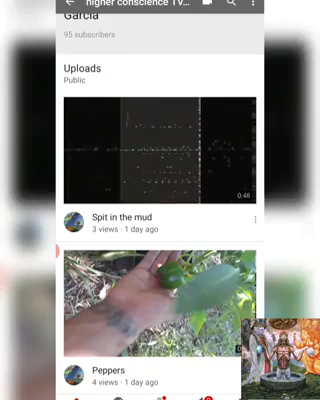 higher conscience TV...
Garcia
95 subscribers
Uploads
Public
0:48
Spit in the mud
3 views · 1 day ago
Peppers
4 views · 1 day ago